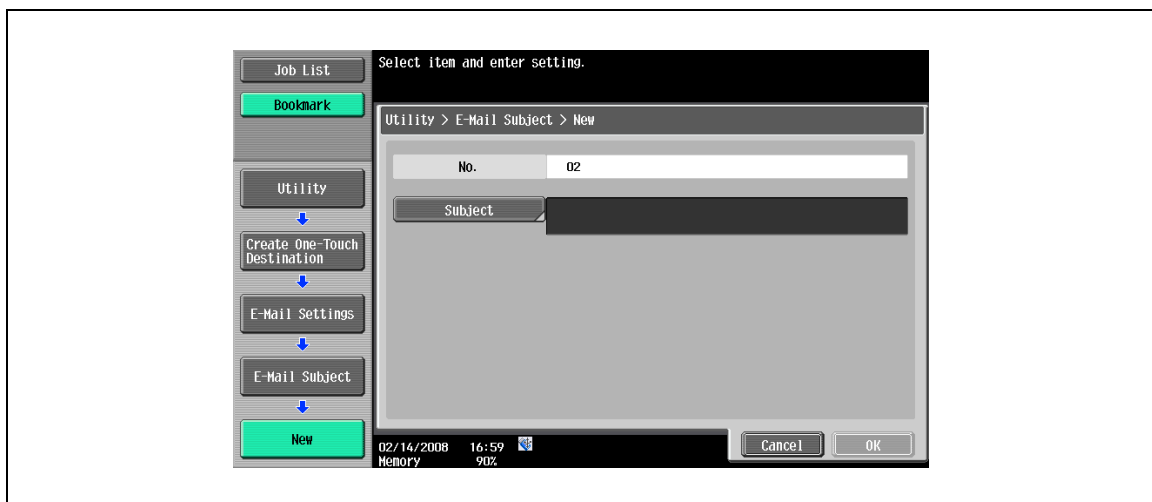 Job List
Select item and enter setting.
Bookmark
Utility > E-Mail Subject > New
No.
02
Utility
Subject
Create One-Touch
Destination
E-Mail Settings
E-Mail Subject
New
02/14/2008 16:59
Memory 90%
Cancel
OK